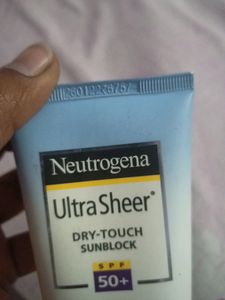 Neutrogena
Ultra Sheer®
DRY-TOUCH
SUNBLOCK
SPF
50+